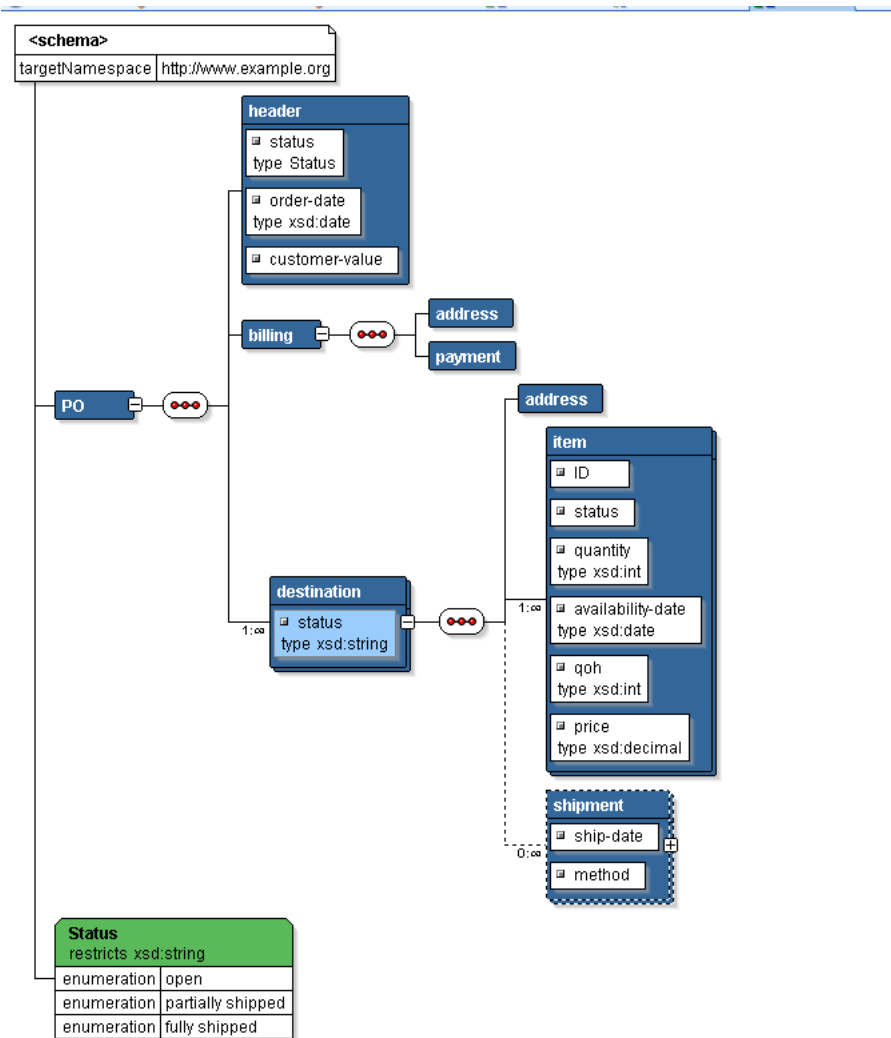 <schema>
targetNamespace http://www.example.org
header
status
type Status
order-date
type xsd:date
customer-value
billing
address
payment
PO
address
item
ID
status
quantity
type xsd:int
1:∞
availability-date
type xsd:date
qoh
type xsd:int
price
type xsd:decimal
destination
1:∞
status
type xsd:string
shipment
ship-date
0:∞
method
Status
restricts xsd:string
enumeration open
enumeration partially shipped
enumeration fully shipped